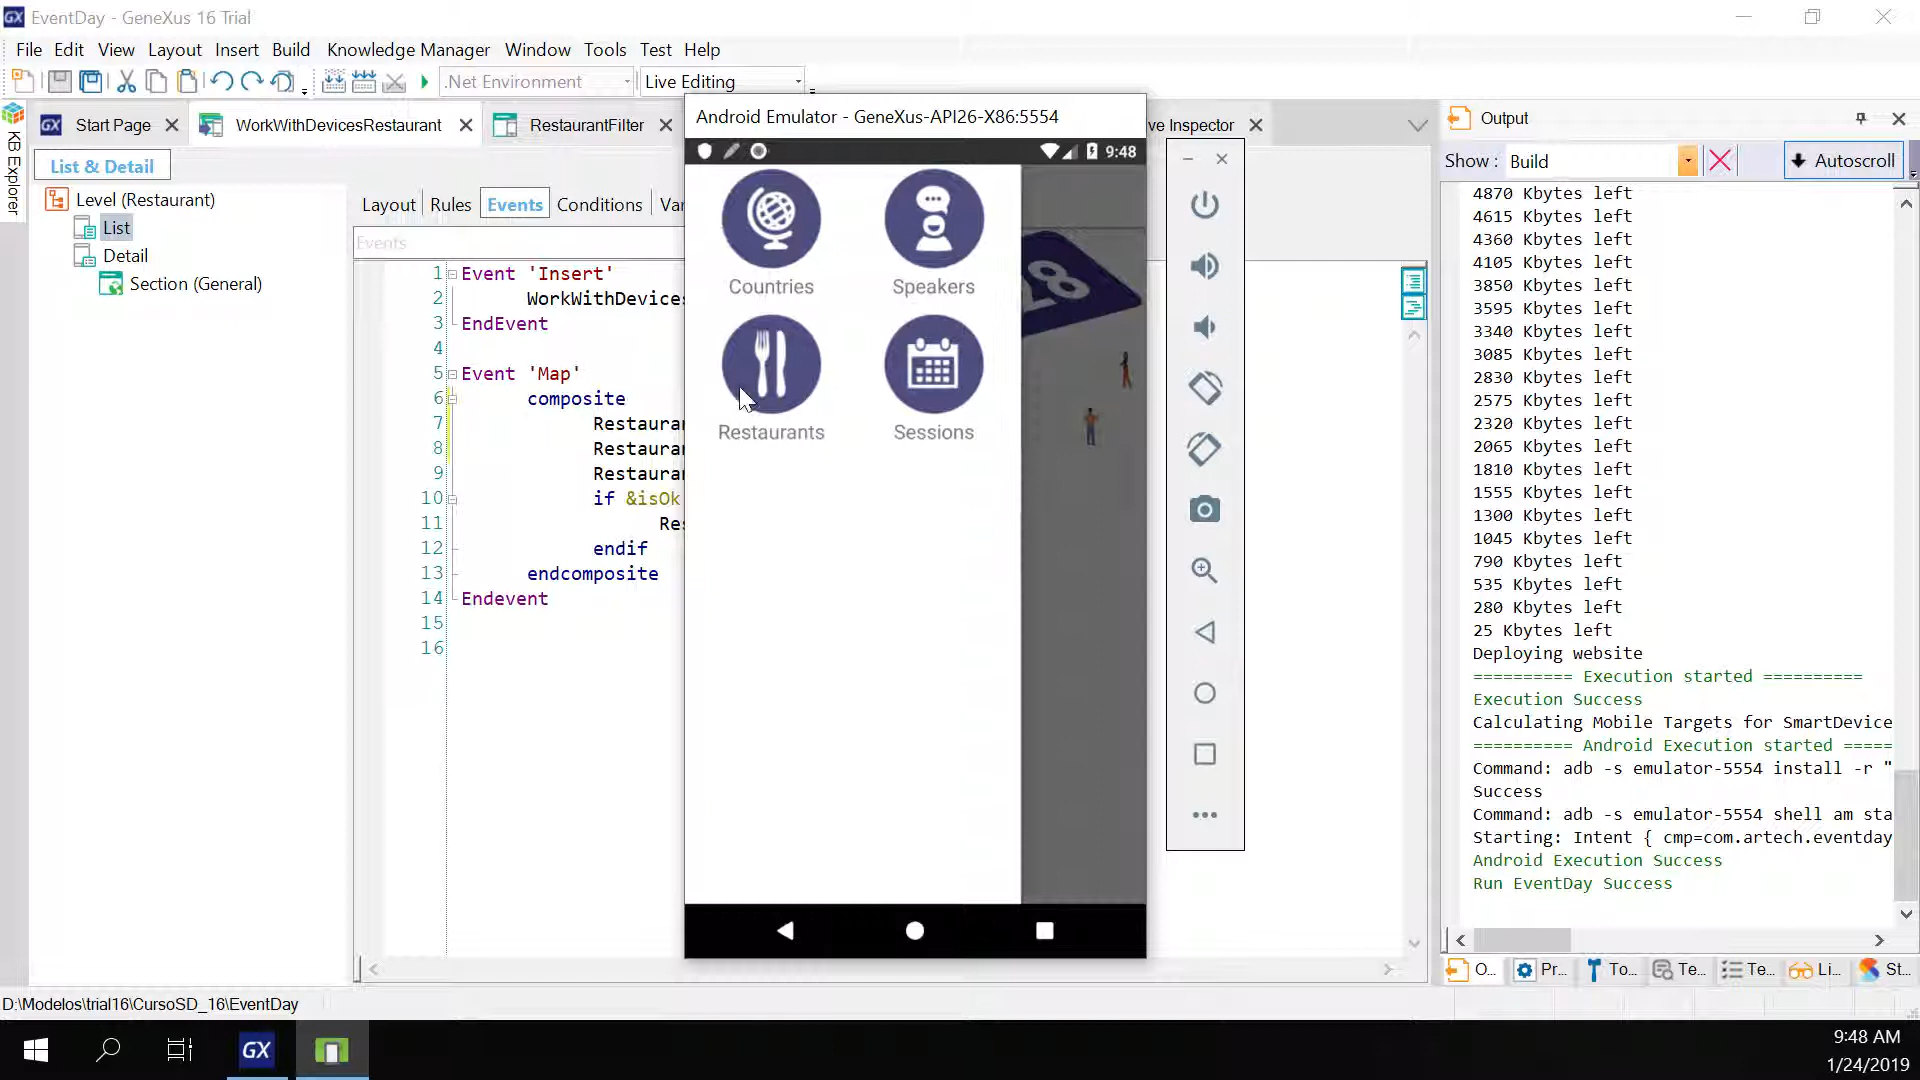 EventDay - GeneXus 16 Trial
File Edit View Layout Insert Build Knowledge Manager Window Tools Test Help
.Net Environment Live Editing
Start Page WorkWithDevicesRestaurant RestaurantFilter ve Inspector
KB Explorer
List & Detail
Level (Restaurant)
List
Detail
Section (General)
Layout Rules Events Conditions Va
Events
1 Event 'Insert'
2 WorkWithDevices
3 EndEvent
4
5 Event 'Map'
6 composite
7 Restaura
8 Restaura
9 Restaura
10 if &isOk
11 Res
12 endif
13 endcomposite
14 Endevent
15
16
Android Emulator - GeneXus-API26-X86:5554
9:48
Countries Speakers
28
Restaurants Sessions
Output
Show : Build Autoscroll
4870 Kbytes left
4615 Kbytes left
4360 Kbytes left
4105 Kbytes left
3850 Kbytes left
3595 Kbytes left
3340 Kbytes left
3085 Kbytes left
2830 Kbytes left
2575 Kbytes left
2320 Kbytes left
2065 Kbytes left
1810 Kbytes left
1555 Kbytes left
1300 Kbytes left
1045 Kbytes left
790 Kbytes left
535 Kbytes left
280 Kbytes left
25 Kbytes left
Deploying website
========== Execution started ==========
Execution Success
Calculating Mobile Targets for SmartDevice
========== Android Execution started =====
Command: adb -s emulator-5554 install -r "
Success
Command: adb -s emulator-5554 shell am sta
Starting: Intent { cmp=com.artech.eventday
Android Execution Success
Run EventDay Success
O... Pr... To... Te... Te... Li... St...
D:\Modelos\trial16\CursoSD_16\EventDay
GX
9:48 AM
1/24/2019